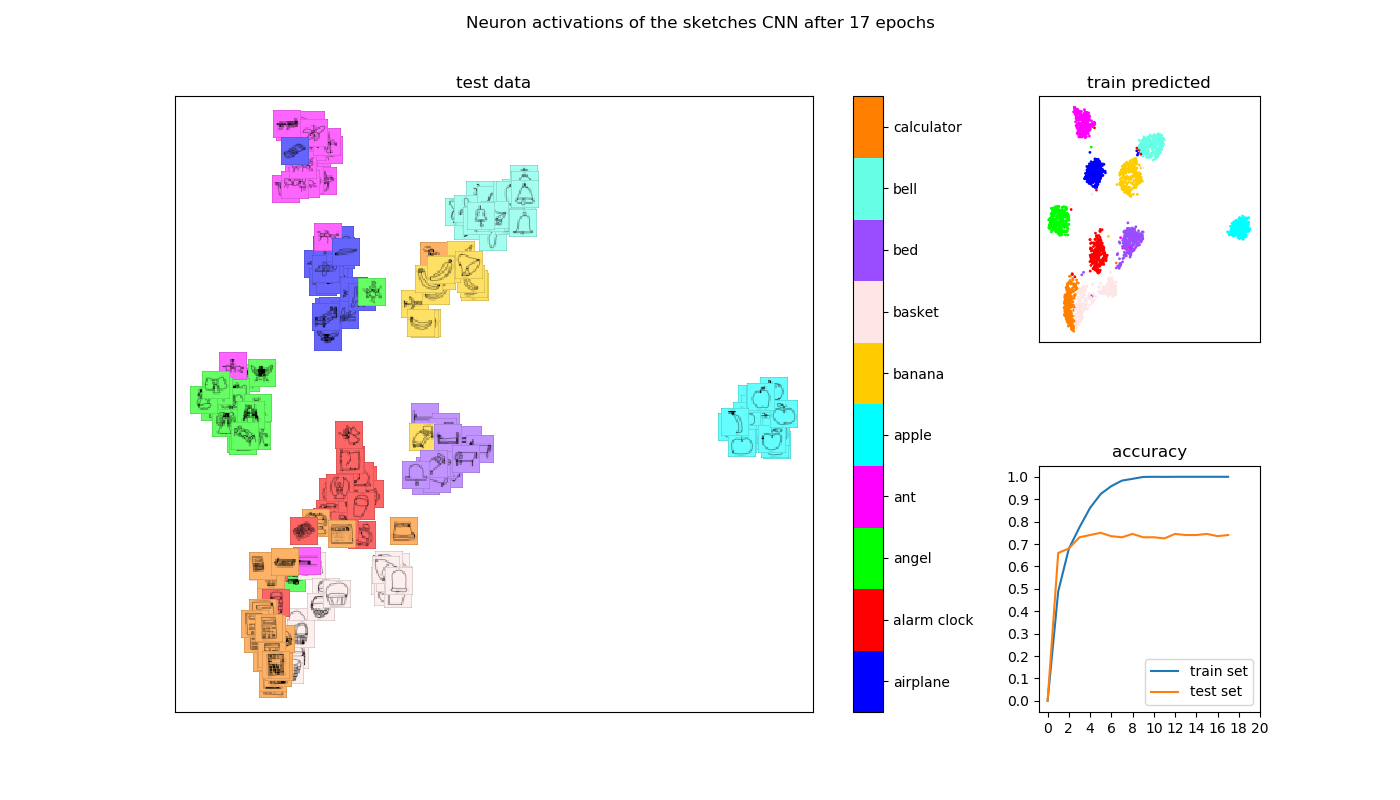 Neuron activations of the sketches CNN after 17 epochs
test data
calculator
bell
bed
basket
banana
apple
ant
angel
alarm clock
airplane
train predicted
accuracy
1.0
0.9
0.8
0.7
0.6
0.5
0.4
0.3
0.2
0.1
0.0
train set
test set
0 2 4 6 8 10 12 14 16 18 20